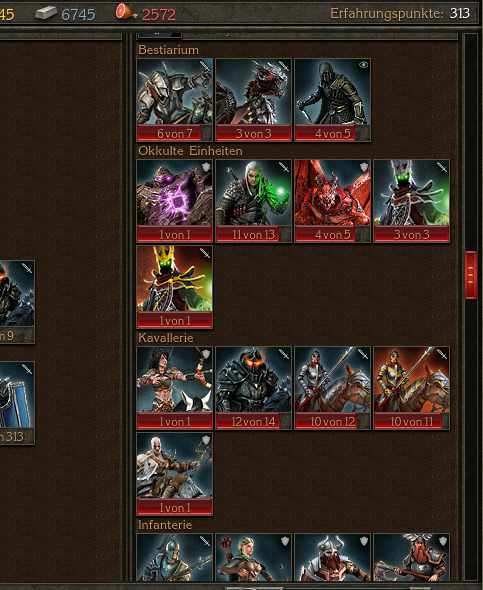 45 6745 2572 Erfahrungspunkte: 313
Bestiarium
6 von 7 3 von 3 4 von 5
Okkulte Einheiten
1 von 1 11 von 13 4 von 5 3 von 3
1 von 1
n 9
Kavallerie
1 von 1 12 von 14 10 von 12 10 von 11
n 313
1 von 1
Infanterie